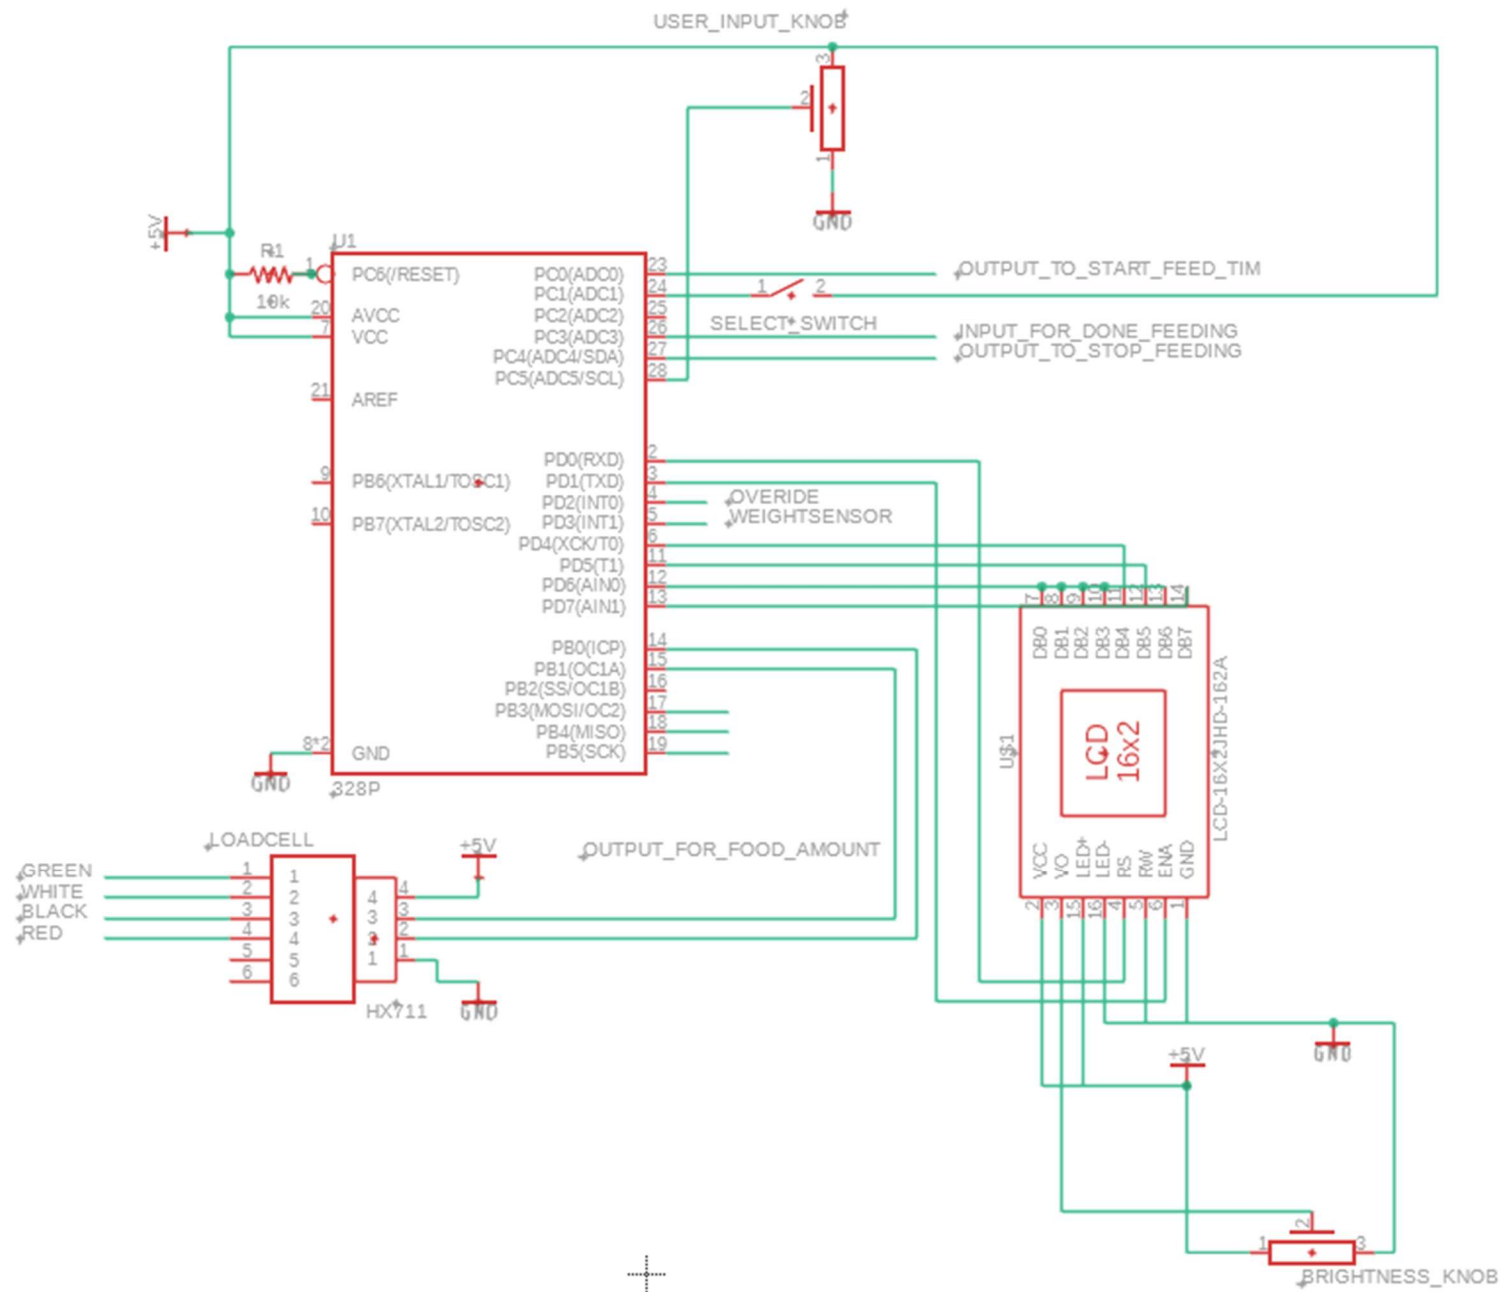 USER_INPUT_KNOB
3
2
1
GND
+5V
R1
10k
U1
1
PC6(/RESET)
20
AVCC
7
VCC
21
AREF
9
PB6(XTAL1/TOSC1)
10
PB7(XTAL2/TOSC2)
8*2
GND
GND
328P
PC0(ADC0) 23
PC1(ADC1) 24
PC2(ADC2) 25
PC3(ADC3) 26
PC4(ADC4/SDA) 27
PC5(ADC5/SCL) 28
PD0(RXD) 2
PD1(TXD) 3
PD2(INT0) 4
PD3(INT1) 5
PD4(XCK/T0) 6
PD5(T1) 11
PD6(AIN0) 12
PD7(AIN1) 13
PB0(ICP) 14
PB1(OC1A) 15
PB2(SS/OC1B) 16
PB3(MOSI/OC2) 17
PB4(MISO) 18
PB5(SCK) 19
OUTPUT_TO_START_FEED_TIM
1 2
SELECT_SWITCH
INPUT_FOR_DONE_FEEDING
OUTPUT_TO_STOP_FEEDING
OVERIDE
WEIGHTSENSOR
7 8 9 10 11 12 13 14
DB0 DB1 DB2 DB3 DB4 DB5 DB6 DB7
LCD
16x2
U$1
LCD-16X2JHD-162A
VCC VO LED+ LED- RS RW ENA GND
2 3 15 16 4 5 6 1
GND
+5V
2
1 3
BRIGHTNESS_KNOB
LOADCELL
GREEN 1 1
WHITE 2 2
BLACK 3 3
RED 4 4
5 5
6 6
4 4
3 3
2 2
1 1
HX711
+5V
GND
OUTPUT_FOR_FOOD_AMOUNT